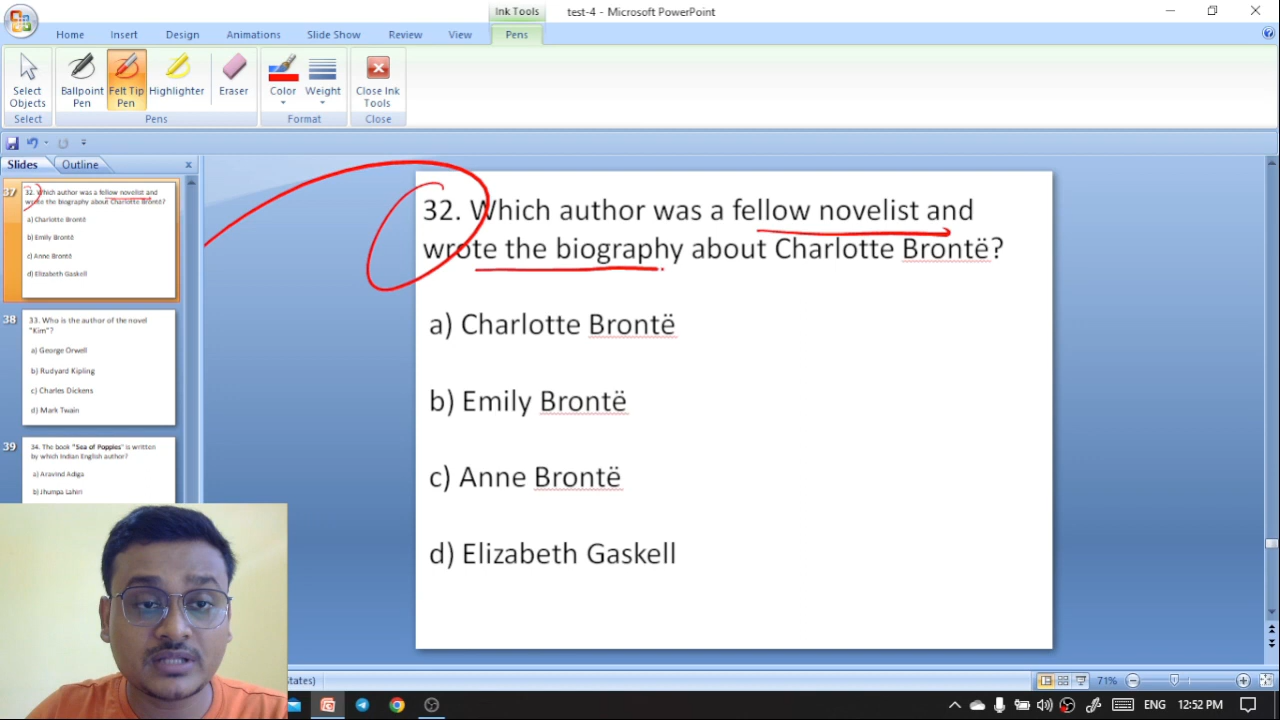 Ink Tools
test-4 - Microsoft PowerPoint
Home Insert Design Animations Slide Show Review View Pens
Select Objects
Ballpoint Pen
Felt Tip Pen
Highlighter
Eraser
Color
Weight
Close Ink Tools
Select
Pens
Format
Close
Slides Outline
37
32. Which author was a fellow novelist and
wrote the biography about Charlotte Brontë?
a) Charlotte Brontë
b) Emily Brontë
c) Anne Brontë
d) Elizabeth Gaskell
38
33. Who is the author of the novel
"Kim"?
a) George Orwell
b) Rudyard Kipling
c) Charles Dickens
d) Mark Twain
39
34. The book "Sea of Poppies" is written
by which Indian English author?
a) Aravind Adiga
b) Jhumpa Lahiri
32. Which author was a fellow novelist and
wrote the biography about Charlotte Brontë?
a) Charlotte Brontë
b) Emily Brontë
c) Anne Brontë
d) Elizabeth Gaskell
States)
71%
ENG
12:52 PM